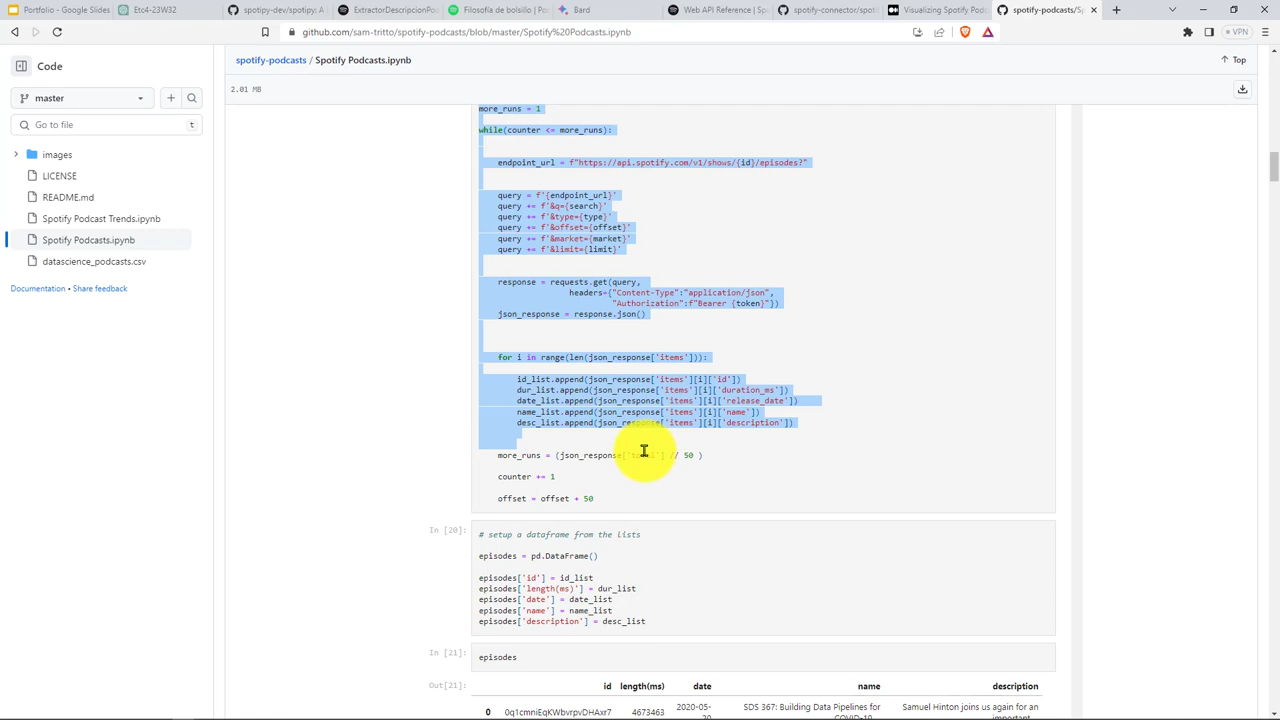 Portfolio - Google Slides
Etc4-23W32
spotipy-dev/spotipy: A
ExtractorDescripcionPo
Filosofía de bolsillo | Po
Bard
Web API Reference | Sp
spotify-connector/spoti
Visualizing Spotify Pod
spotify-podcasts/S
github.com/sam-tritto/spotify-podcasts/blob/master/Spotify%20Podcasts.ipynb
VPN
Code
spotify-podcasts / Spotify Podcasts.ipynb
Top
2.01 MB
master
Go to file
t
images
LICENSE
README.md
Spotify Podcast Trends.ipynb
Spotify Podcasts.ipynb
datascience_podcasts.csv
Documentation • Share feedback
more_runs = 1
while(counter <= more_runs):
endpoint_url = f"https://api.spotify.com/v1/shows/{id}/episodes?"
query = f'{endpoint_url}'
query += f'&q={search}'
query += f'&type={type}'
query += f'&offset={offset}'
query += f'&market={market}'
query += f'&limit={limit}'
response = requests.get(query,
headers={"Content-Type":"application/json",
"Authorization":f"Bearer {token}"})
json_response = response.json()
for i in range(len(json_response['items'])):
id_list.append(json_response['items'][i]['id'])
dur_list.append(json_response['items'][i]['duration_ms'])
date_list.append(json_response['items'][i]['release_date'])
name_list.append(json_response['items'][i]['name'])
desc_list.append(json_response['items'][i]['description'])
more_runs = (json_response['total'] // 50 )
counter += 1
offset = offset + 50
In [20]:
# setup a dataframe from the lists
episodes = pd.DataFrame()
episodes['id'] = id_list
episodes['length(ms)'] = dur_list
episodes['date'] = date_list
episodes['name'] = name_list
episodes['description'] = desc_list
In [21]:
episodes
Out[21]:
id length(ms) date name description
0 0q1cmniEqKWbvrpvDHAxr7 4673463 2020-05-20 SDS 367: Building Data Pipelines for COVID-19 Samuel Hinton joins us again for an important